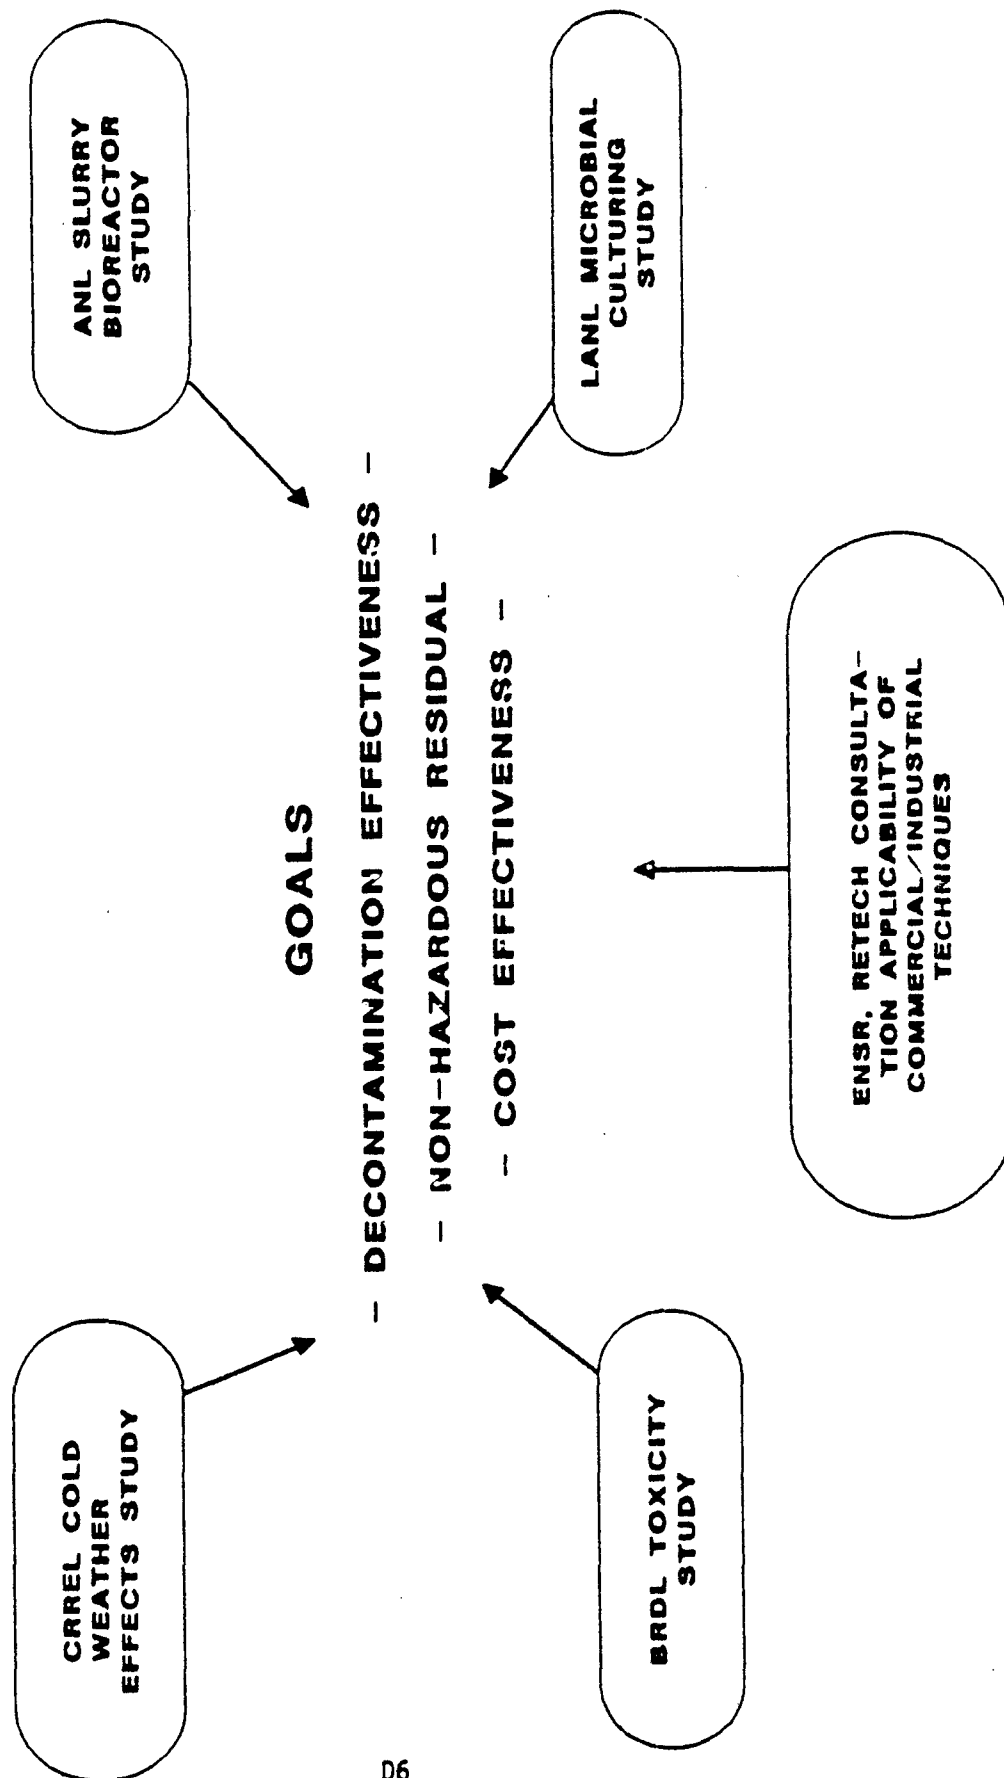 CRREL COLD
WEATHER
EFFECTS STUDY
ANL SLURRY
BIOREACTOR
STUDY
GOALS
- DECONTAMINATION EFFECTIVENESS -
- NON-HAZARDOUS RESIDUAL -
- COST EFFECTIVENESS -
BRDL TOXICITY
STUDY
LANL MICROBIAL
CULTURING
STUDY
ENSR, RETECH CONSULTA-
TION APPLICABILITY OF
COMMERCIAL/INDUSTRIAL
TECHNIQUES
D6